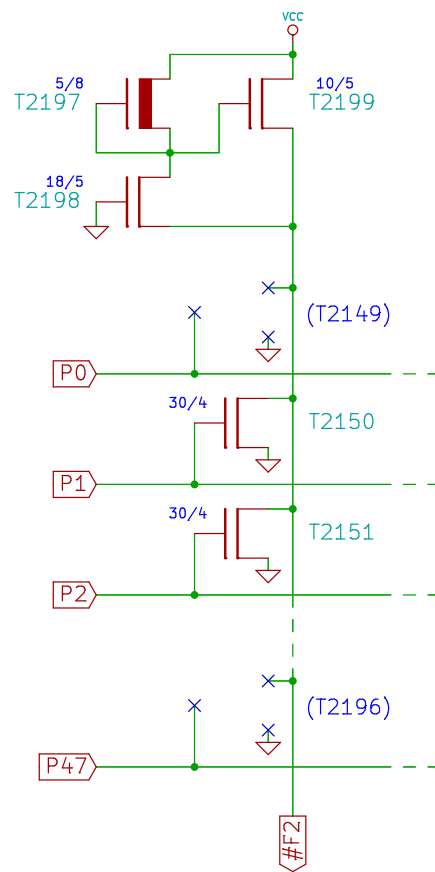 VCC
5/8
T2197
10/5
T2199
18/5
T2198
(T2149)
P0
30/4
T2150
P1
30/4
T2151
P2
(T2196)
P47
#F2